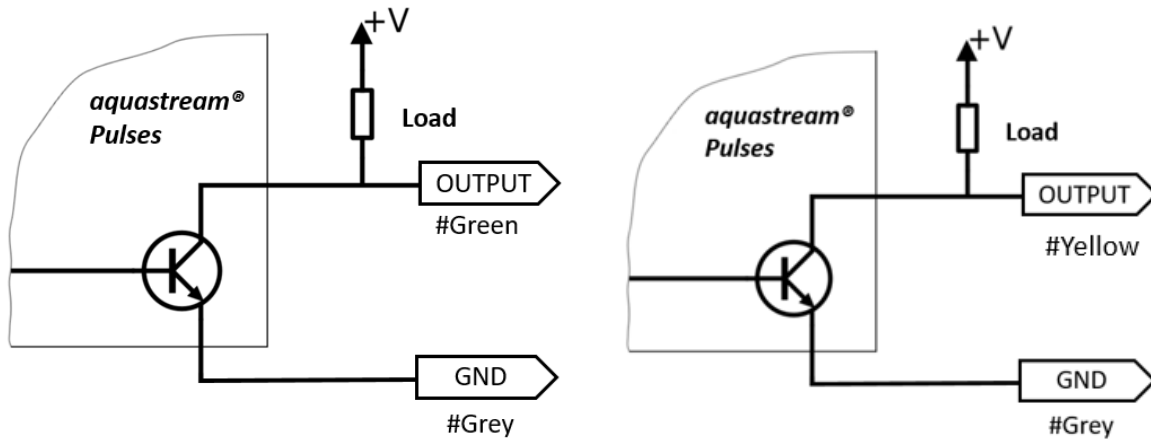 +V
aquastream®
Pulses
Load
OUTPUT
#Green
GND
#Grey
+V
aquastream®
Pulses
Load
OUTPUT
#Yellow
GND
#Grey